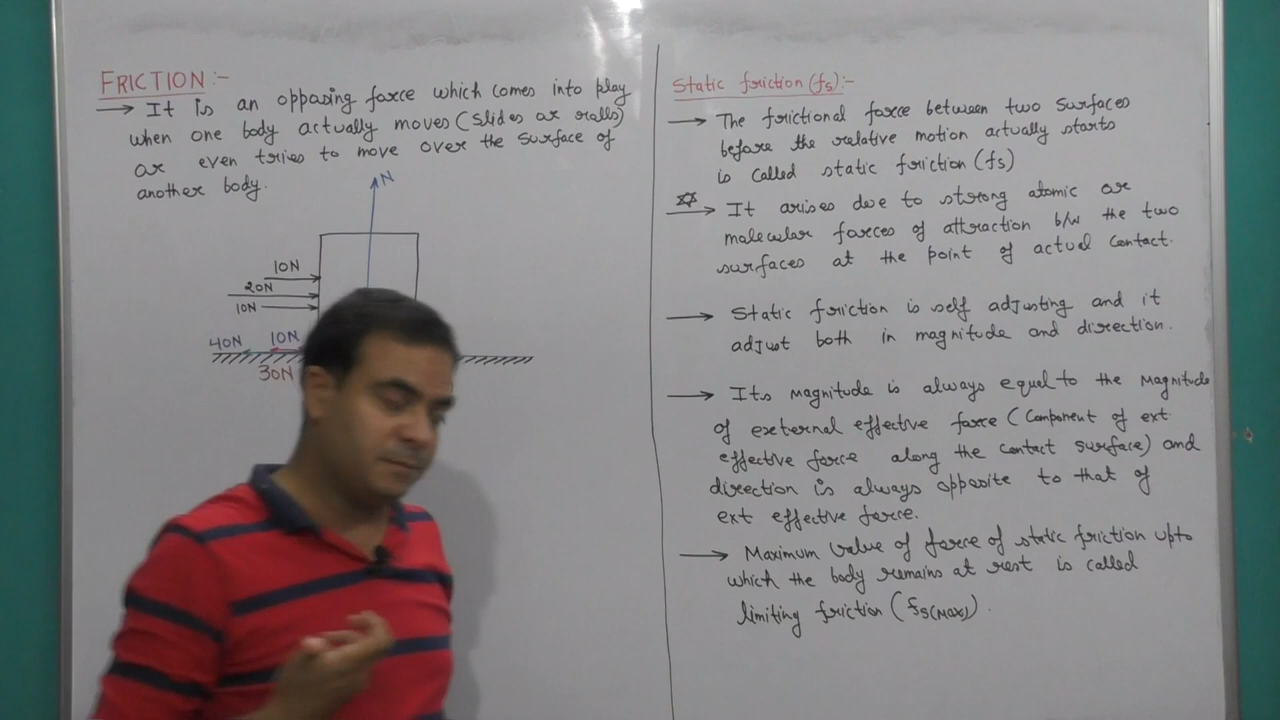 FRICTION:-
→ It is an opposing force which comes into play
when one body actually moves (slides or rolls)
or even tries to move over the surface of
another body.
N
10N
20N
10N
40N 10N
30N
Static friction (fs):-
→ The frictional force between two surfaces
before the relative motion actually starts
is called static friction (fs)
→ It arises due to strong atomic or
molecular forces of attraction b/w the two
surfaces at the point of actual contact.
→ Static friction is self adjusting and it
adjust both in magnitude and direction.
→ Its magnitude is always equal to the magnitude
of external effective force (Component of ext
effective force along the contact surface) and
direction is always opposite to that of
ext effective force.
→ Maximum value of force of static friction upto
which the body remains at rest is called
limiting friction (fs(MAX)).